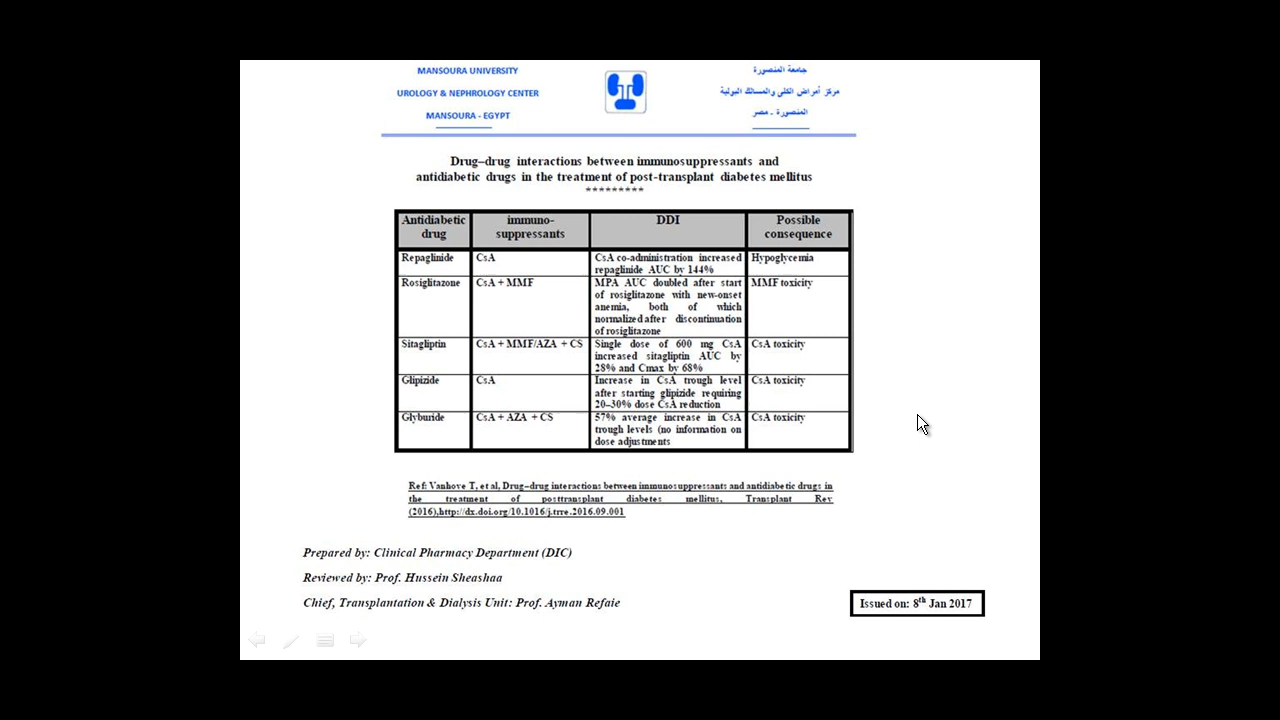 MANSOURA UNIVERSITY
UROLOGY & NEPHROLOGY CENTER
MANSOURA - EGYPT
جامعة المنصورة
مركز أمراض الكلى والمسالك البولية
المنصورة - مصر
Drug–drug interactions between immunosuppressants and
antidiabetic drugs in the treatment of post-transplant diabetes mellitus
*********
Antidiabetic
drug
immuno-
suppressants
DDI
Possible
consequence
Repaglinide
CsA
CsA co-administration increased
repaglinide AUC by 144%
Hypoglycemia
Rosiglitazone
CsA + MMF
MPA AUC doubled after start
of rosiglitazone with new-onset
anemia, both of which
normalized after discontinuation
of rosiglitazone
MMF toxicity
Sitagliptin
CsA + MMF/AZA + CS
Single dose of 600 mg CsA
increased sitagliptin AUC by
28% and Cmax by 68%
CsA toxicity
Glipizide
CsA
Increase in CsA trough level
after starting glipizide requiring
20–30% dose CsA reduction
CsA toxicity
Glyburide
CsA + AZA + CS
57% average increase in CsA
trough levels (no information on
dose adjustments
CsA toxicity
Ref: Vanhove T, et al, Drug–drug interactions between immunosuppressants and antidiabetic drugs in
the treatment of posttransplant diabetes mellitus, Transplant Rev
(2016),http://dx.doi.org/10.1016/j.trre.2016.09.001
Prepared by: Clinical Pharmacy Department (DIC)
Reviewed by: Prof. Hussein Sheashaa
Chief, Transplantation & Dialysis Unit: Prof. Ayman Refaie
Issued on: 8th Jan 2017